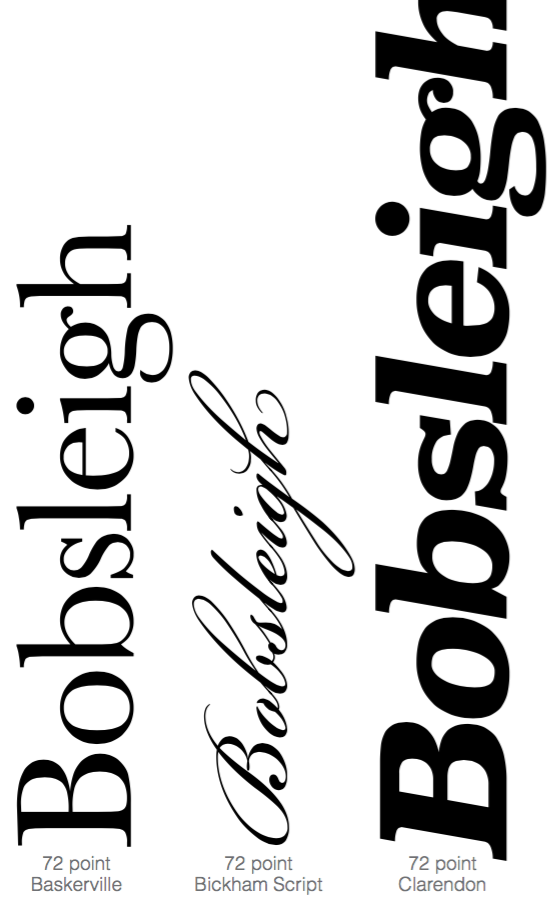 Bobsleigh
Bobsleigh
Bobsleigh
72 point
Baskerville
72 point
Bickham Script
72 point
Clarendon